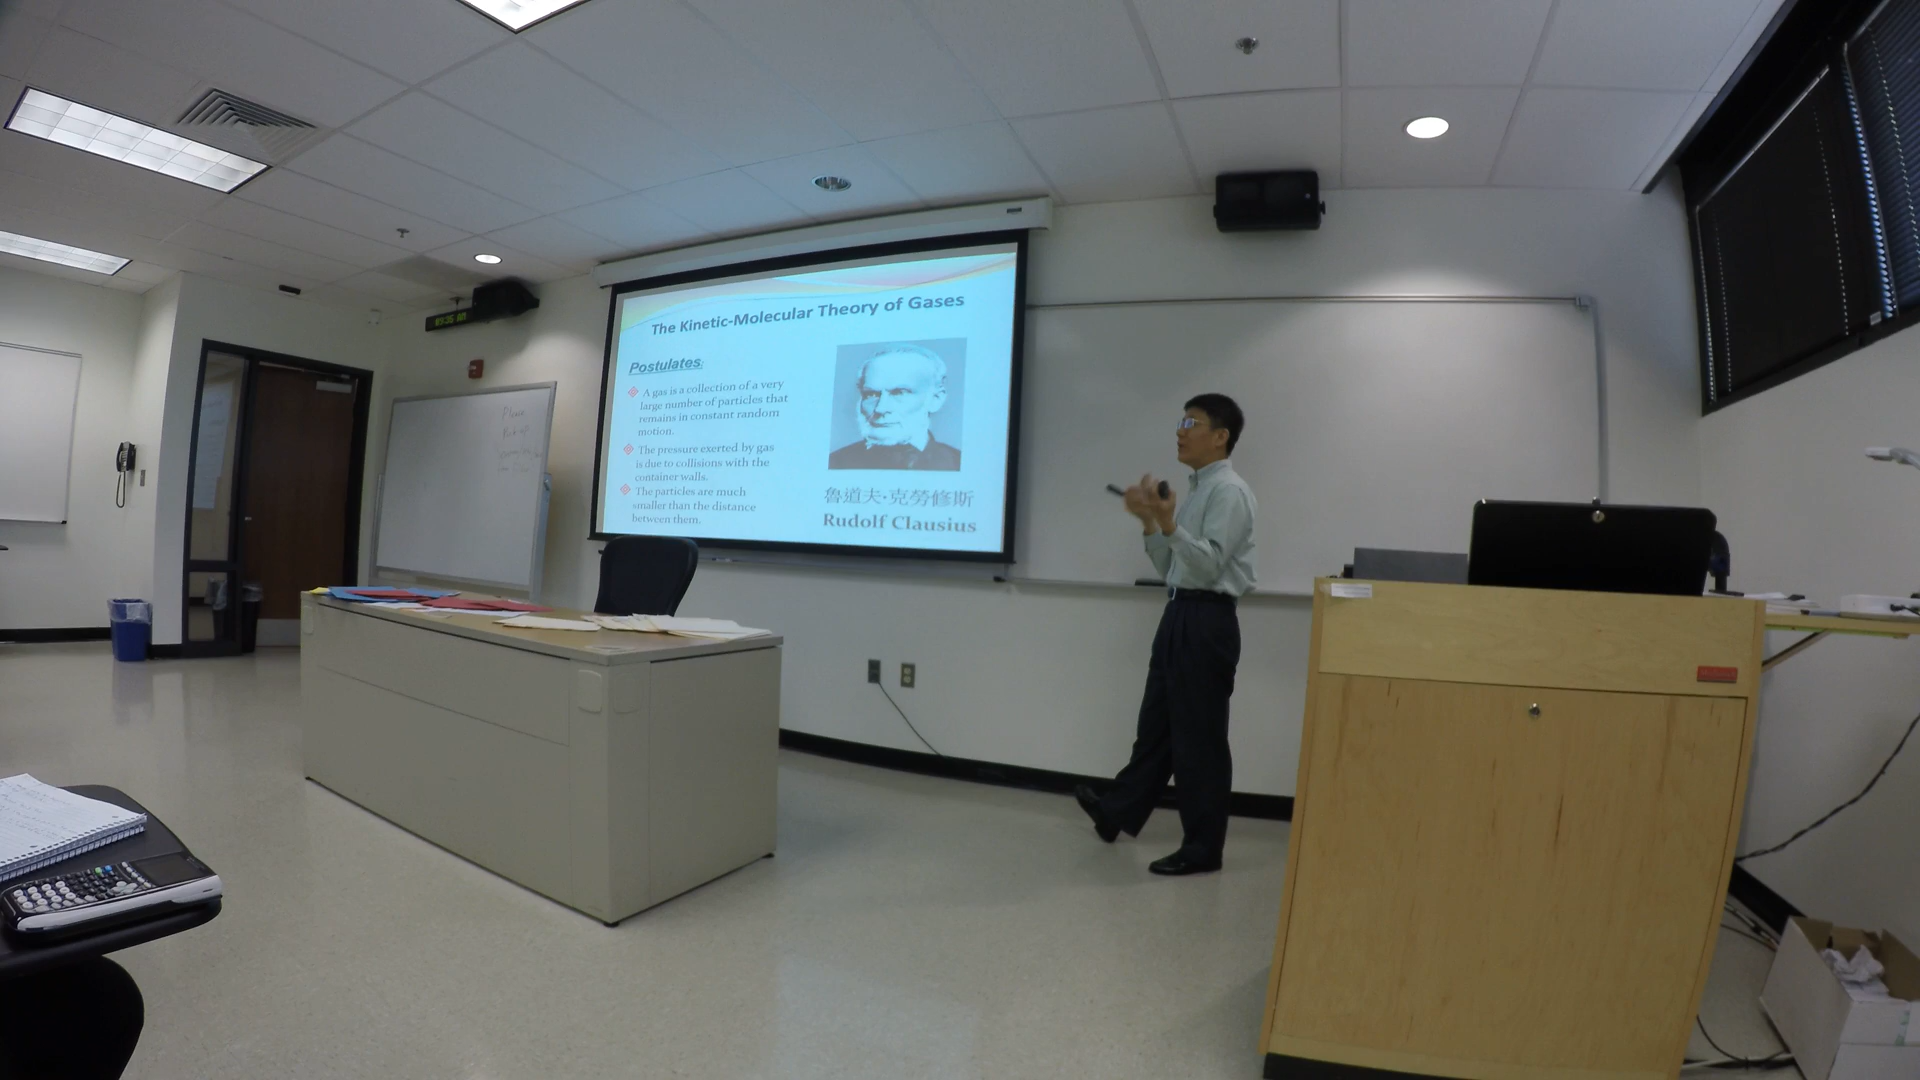 The Kinetic-Molecular Theory of Gases
Postulates:
A gas is a collection of a very
large number of particles that
remains in constant random
motion.
The pressure exerted by gas
is due to collisions with the
container walls.
The particles are much
smaller than the distance
between them.
魯道夫·克勞修斯
Rudolf Clausius
Please